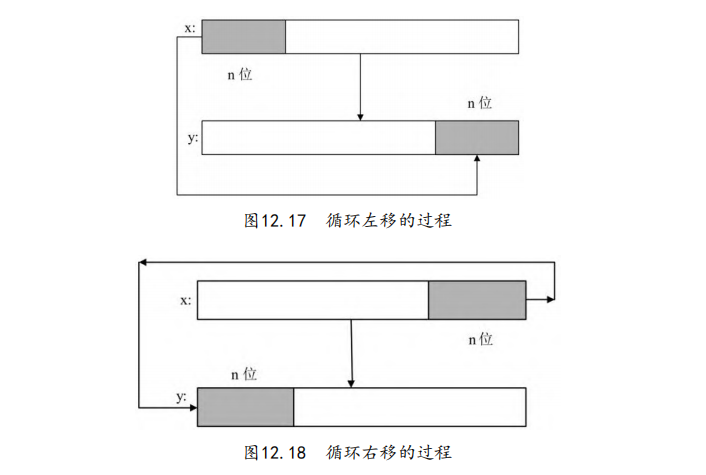 x:
n 位
n 位
y:
图12.17 循环左移的过程
x:
n 位
n 位
y:
图12.18 循环右移的过程